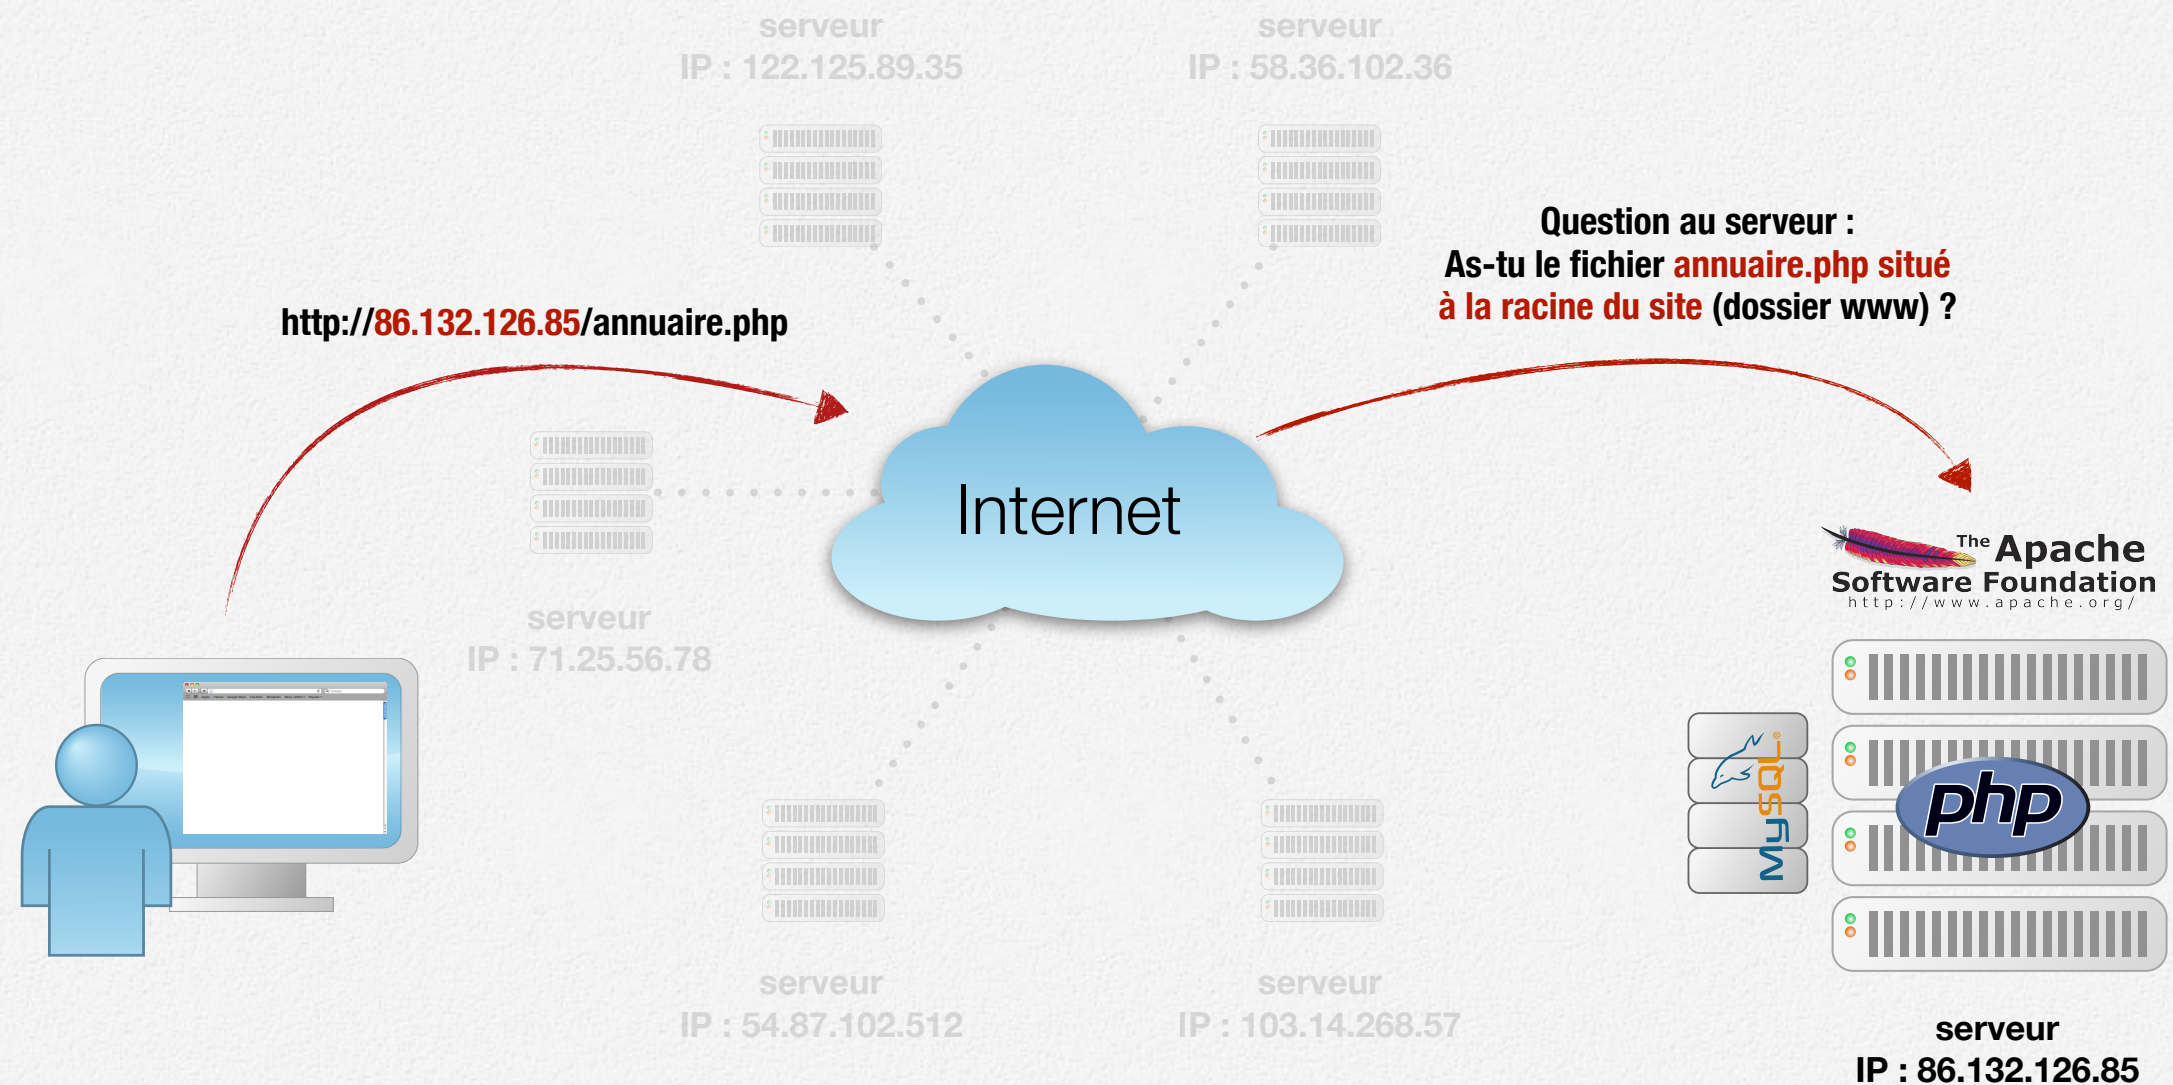 serveur
IP : 122.125.89.35
serveur
IP : 58.36.102.36
Question au serveur :
As-tu le fichier annuaire.php situé
à la racine du site (dossier www) ?
http://86.132.126.85/annuaire.php
Internet
The Apache
Software Foundation
http://www.apache.org/
serveur
IP : 71.25.56.78
MySQL®
php
serveur
IP : 54.87.102.512
serveur
IP : 103.14.268.57
serveur
IP : 86.132.126.85